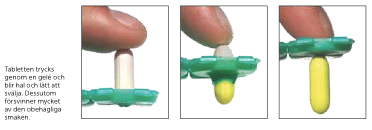 Tabletten trycks
genom en gelé och
blir hal och lätt att
svälja. Dessutom
försvinner mycket
av den obehagliga
smaken.